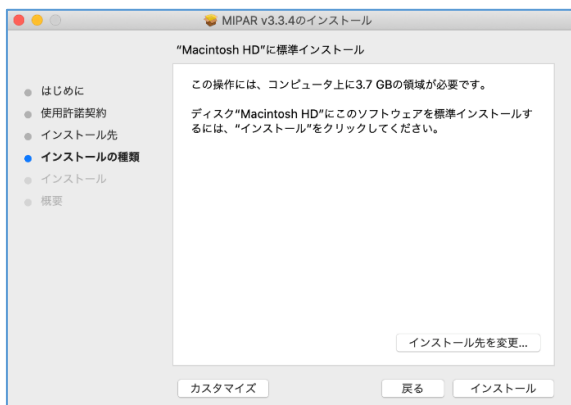 MIPAR v3.3.4のインストール
“Macintosh HD”に標準インストール
はじめに
使用許諾契約
インストール先
インストールの種類
インストール
概要
この操作には、コンピュータ上に3.7 GBの領域が必要です。
ディスク“Macintosh HD”にこのソフトウェアを標準インストールす
るには、“インストール”をクリックしてください。
インストール先を変更...
カスタマイズ
戻る
インストール